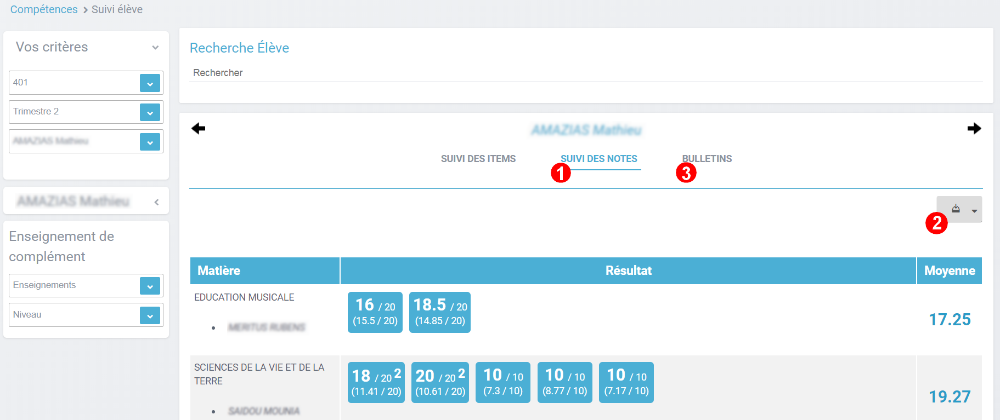 Compétences > Suivi élève
Vos critères
401
Trimestre 2
AMAZIAS Mathieu
AMAZIAS Mathieu
Enseignement de
complément
Enseignements
Niveau
Recherche Élève
Rechercher
AMAZIAS Mathieu
SUIVI DES ITEMS SUIVI DES NOTES BULLETINS
1 3
2
Matière Résultat Moyenne
EDUCATION MUSICALE
MERITUS RUBENS
16 / 20 18.5 / 20
(15.5 / 20) (14.85 / 20)
17.25
SCIENCES DE LA VIE ET DE LA
TERRE
SAIDOU MOUNIA
18 / 20 2 20 / 20 2 10 / 10 10 / 10 10 / 10
(11.41 / 20) (10.61 / 20) (7.3 / 10) (8.77 / 10) (7.17 / 10)
19.27